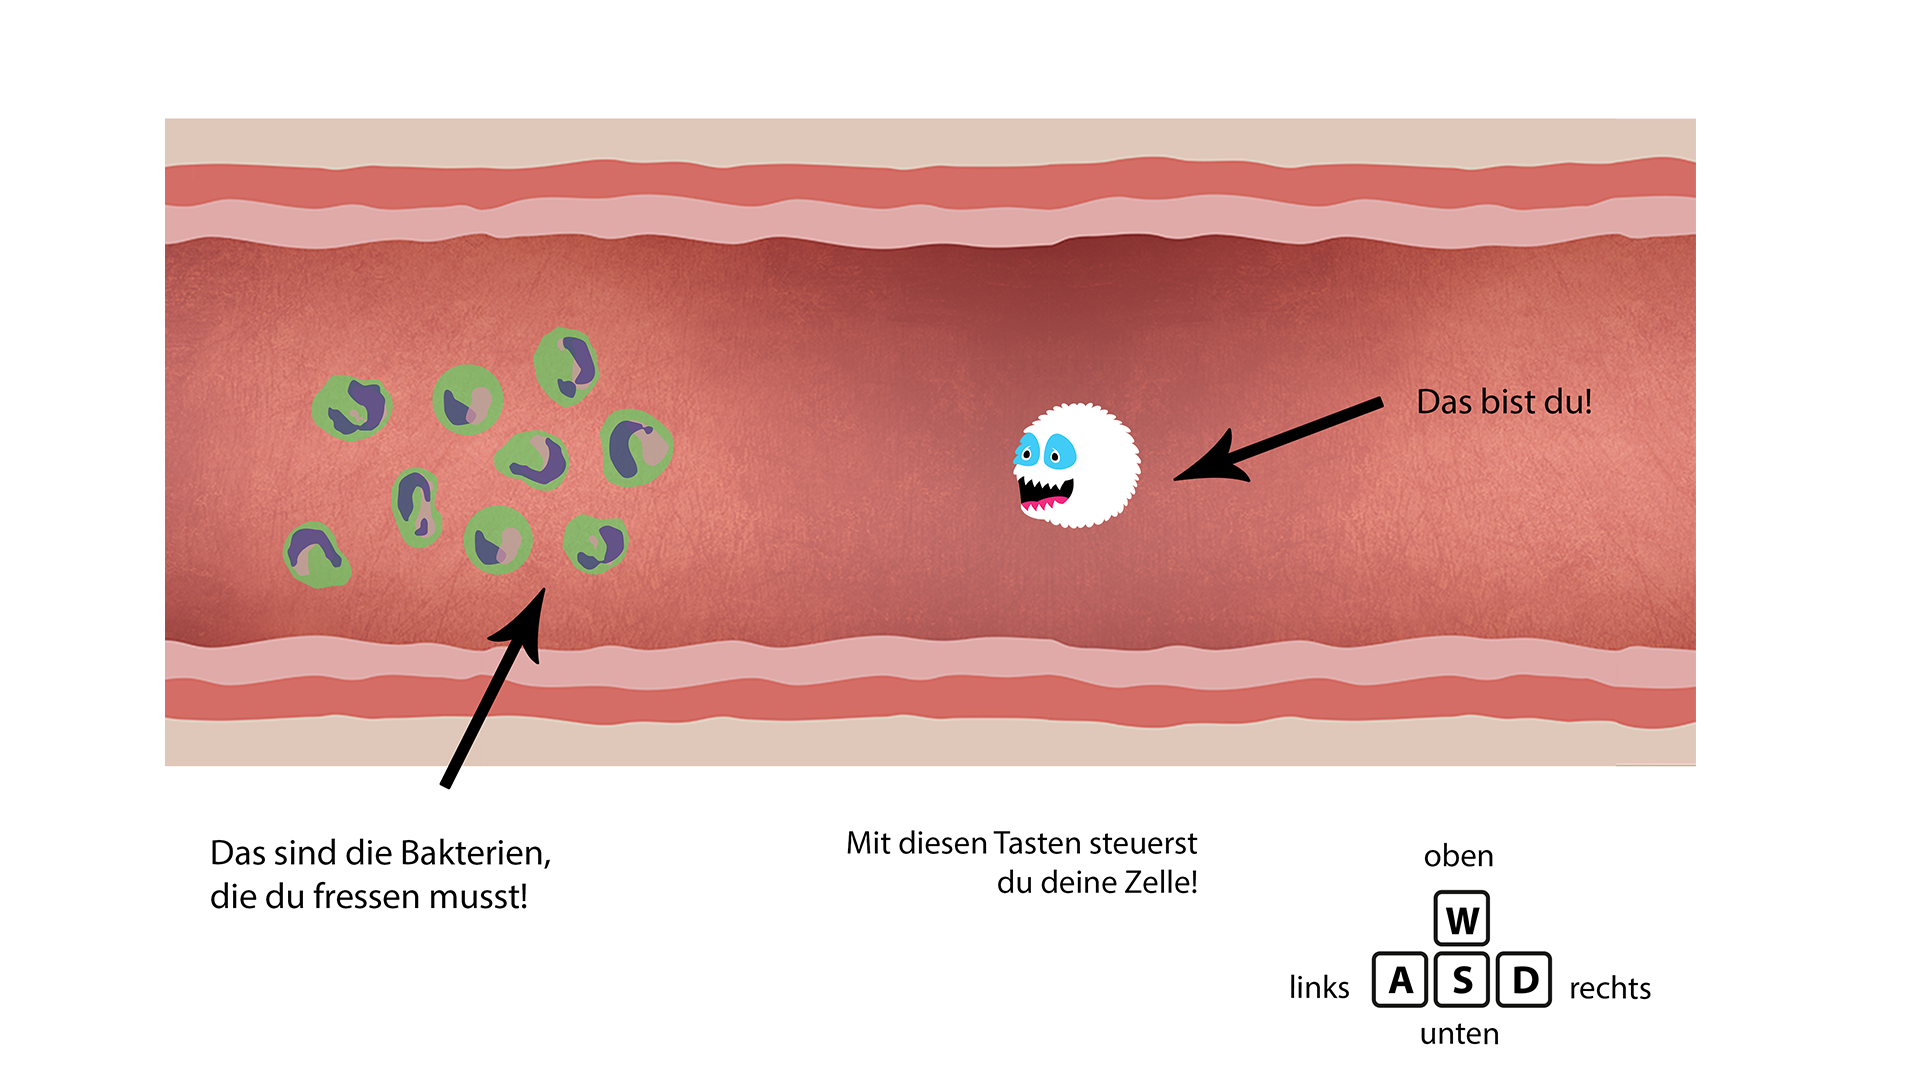 Das bist du!
Das sind die Bakterien,
die du fressen musst!
Mit diesen Tasten steuerst
du deine Zelle!
oben
W
links A S D rechts
unten